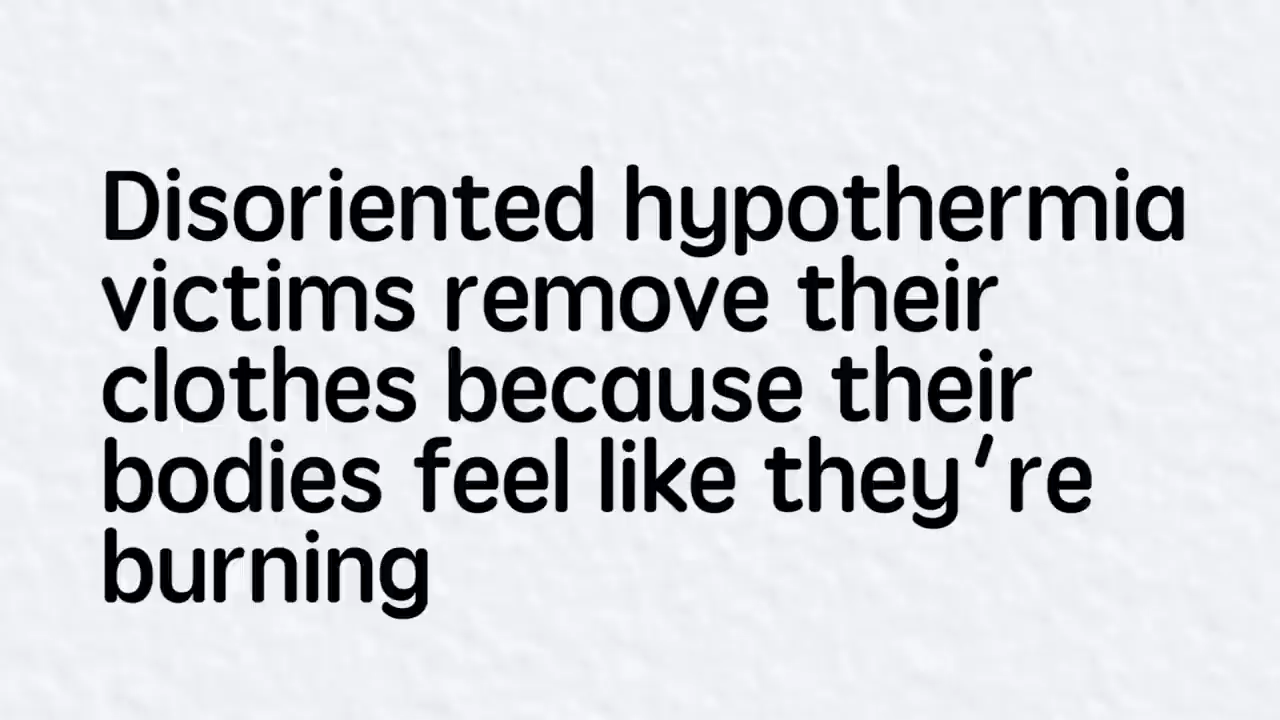 Disoriented hypothermia
victims remove their
clothes because their
bodies feel like they’re
burning